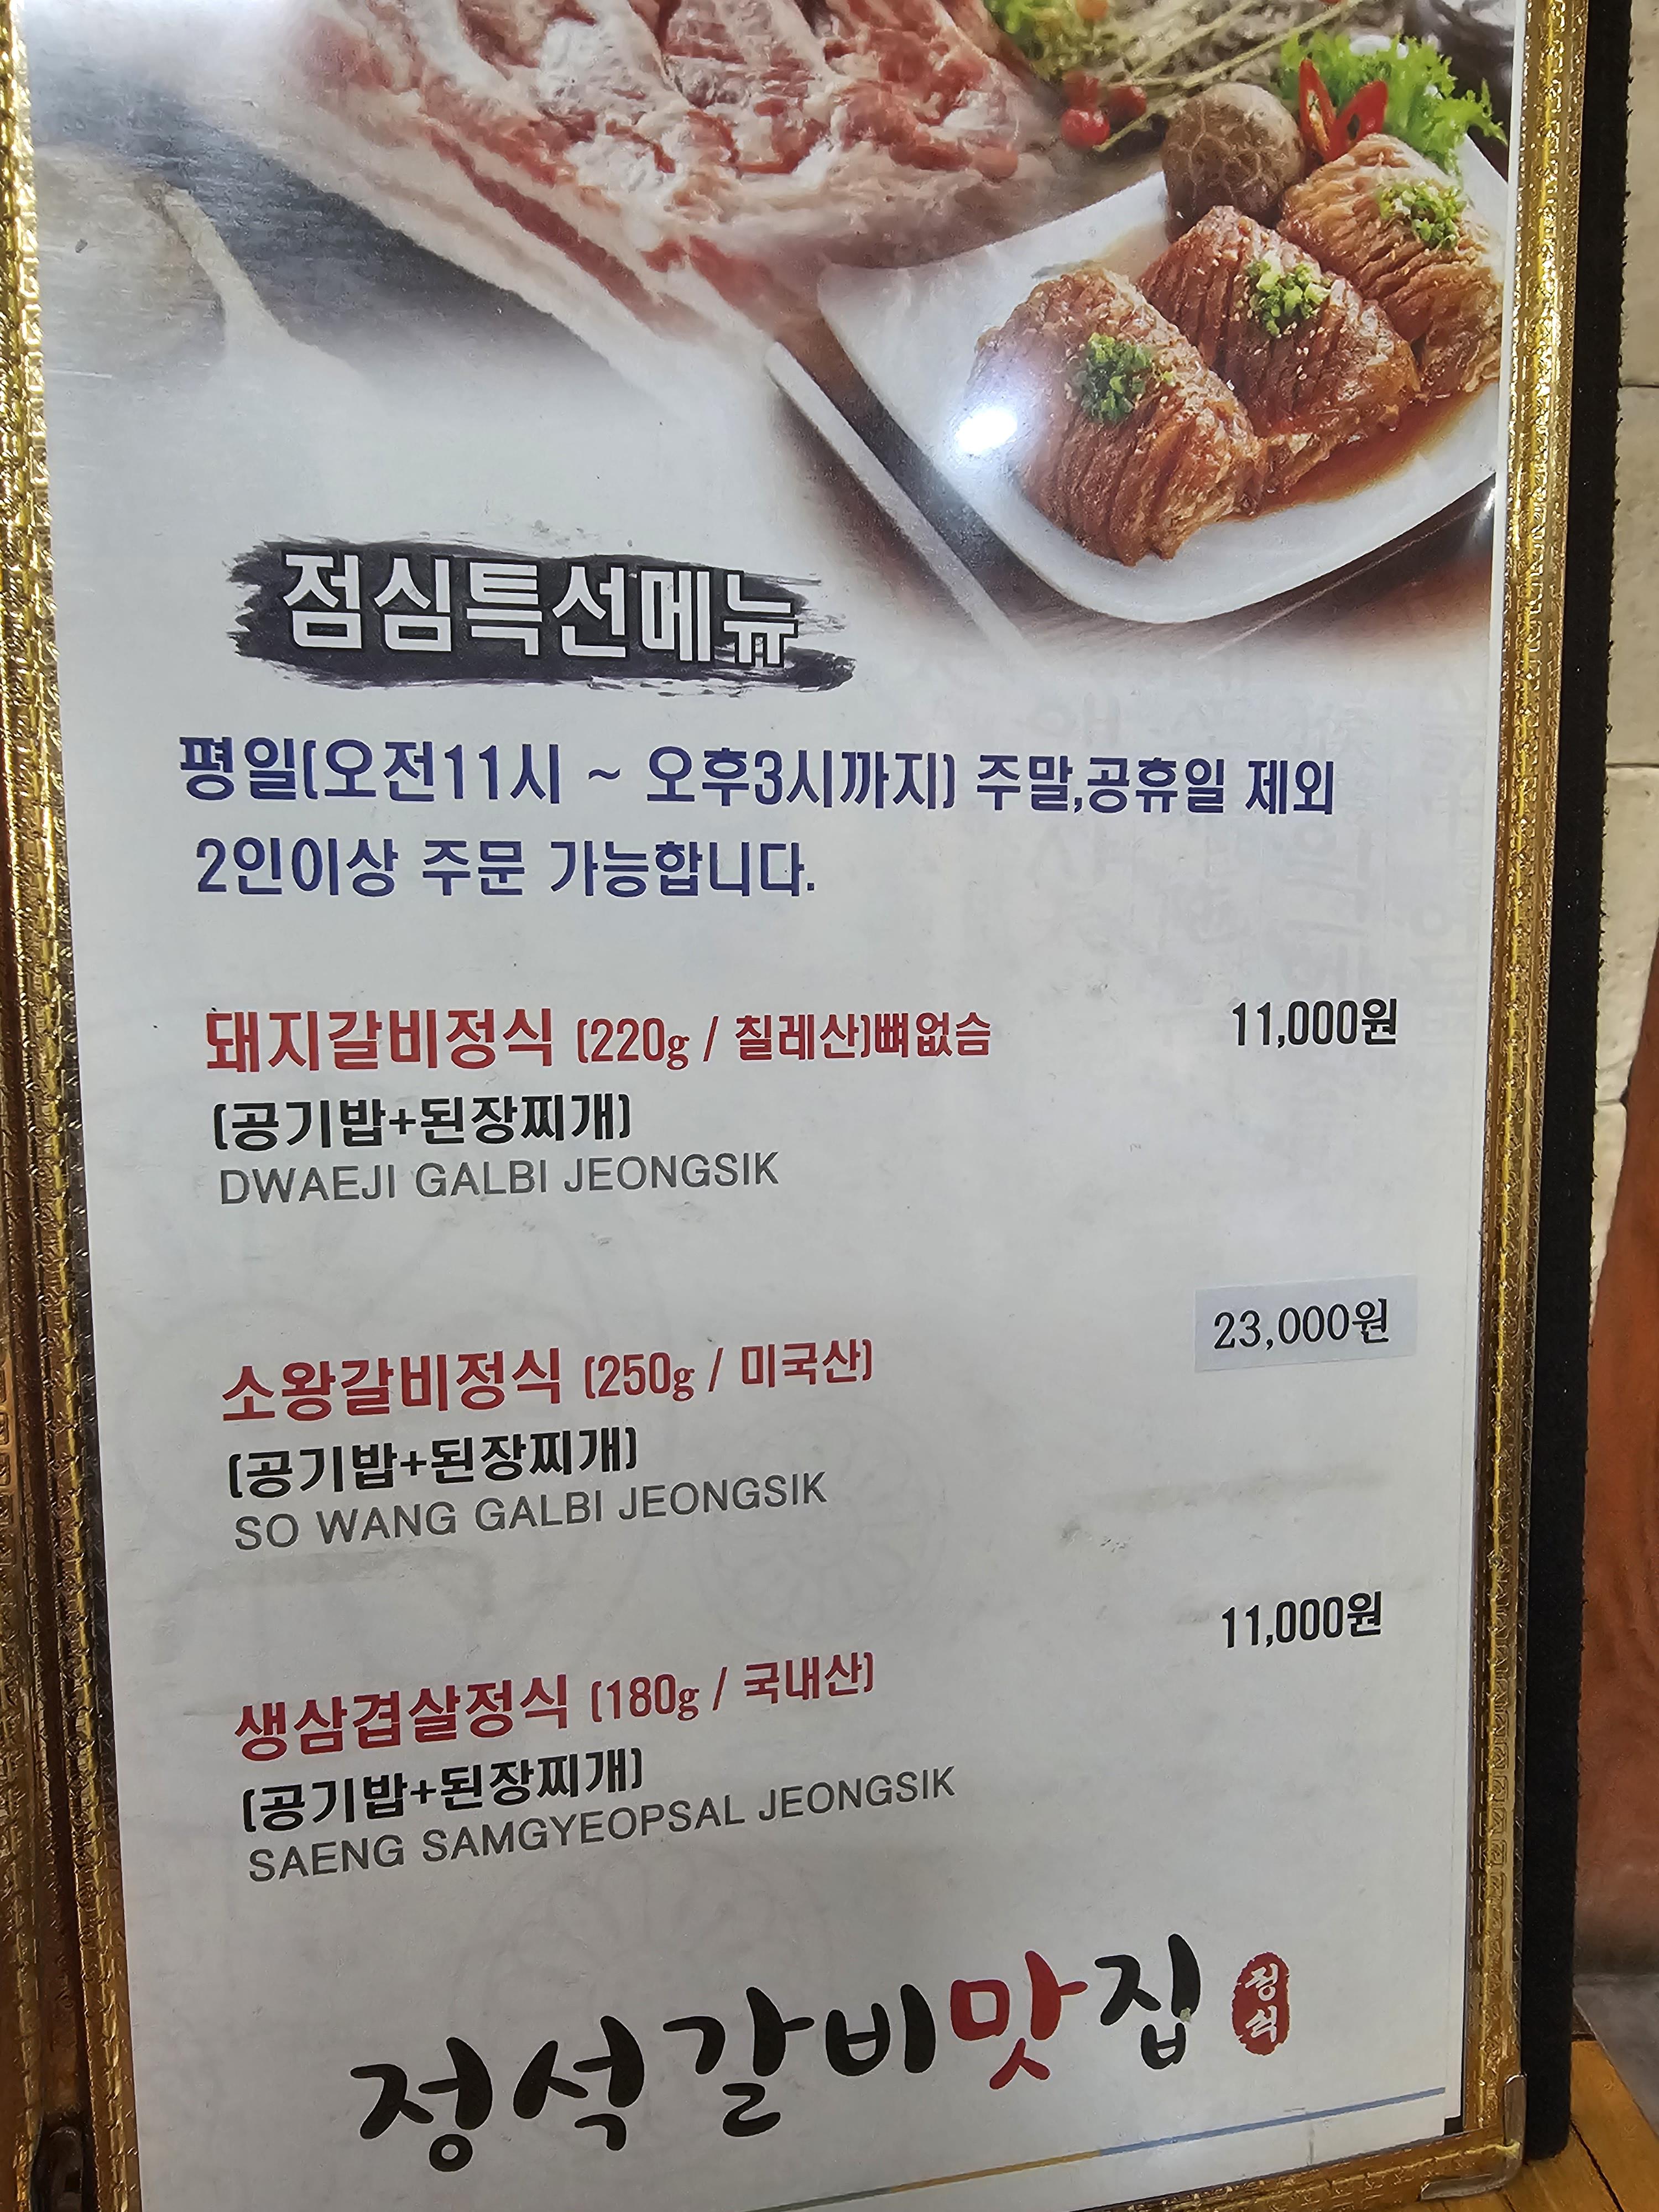 점심특선메뉴
평일(오전11시 ~ 오후3시까지) 주말,공휴일 제외
2인이상 주문 가능합니다.
돼지갈비정식 (220g / 칠레산)뼈없슴 11,000원
(공기밥+된장찌개)
DWAEJI GALBI JEONGSIK
소왕갈비정식 (250g / 미국산) 23,000원
(공기밥+된장찌개)
SO WANG GALBI JEONGSIK
생삼겹살정식 (180g / 국내산) 11,000원
(공기밥+된장찌개)
SAENG SAMGYEOPSAL JEONGSIK
정석갈비맛집 정석